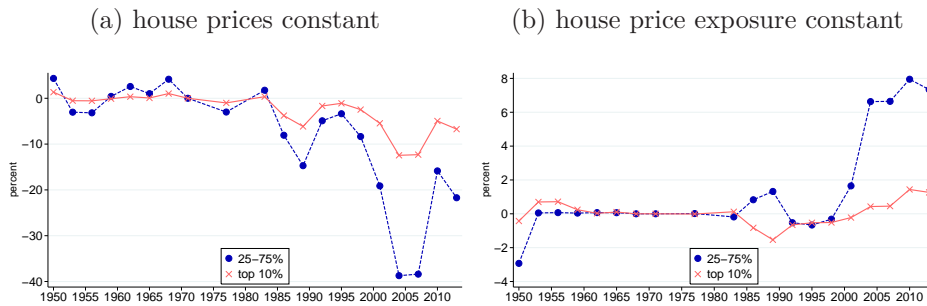 (a) house prices constant
(b) house price exposure constant
percent
0
−10
−20
−30
−40
1950 1955 1960 1965 1970 1975 1980 1985 1990 1995 2000 2005 2010
25−75%
top 10%
percent
8
6
4
2
0
−2
−4
1950 1955 1960 1965 1970 1975 1980 1985 1990 1995 2000 2005 2010
25−75%
top 10%